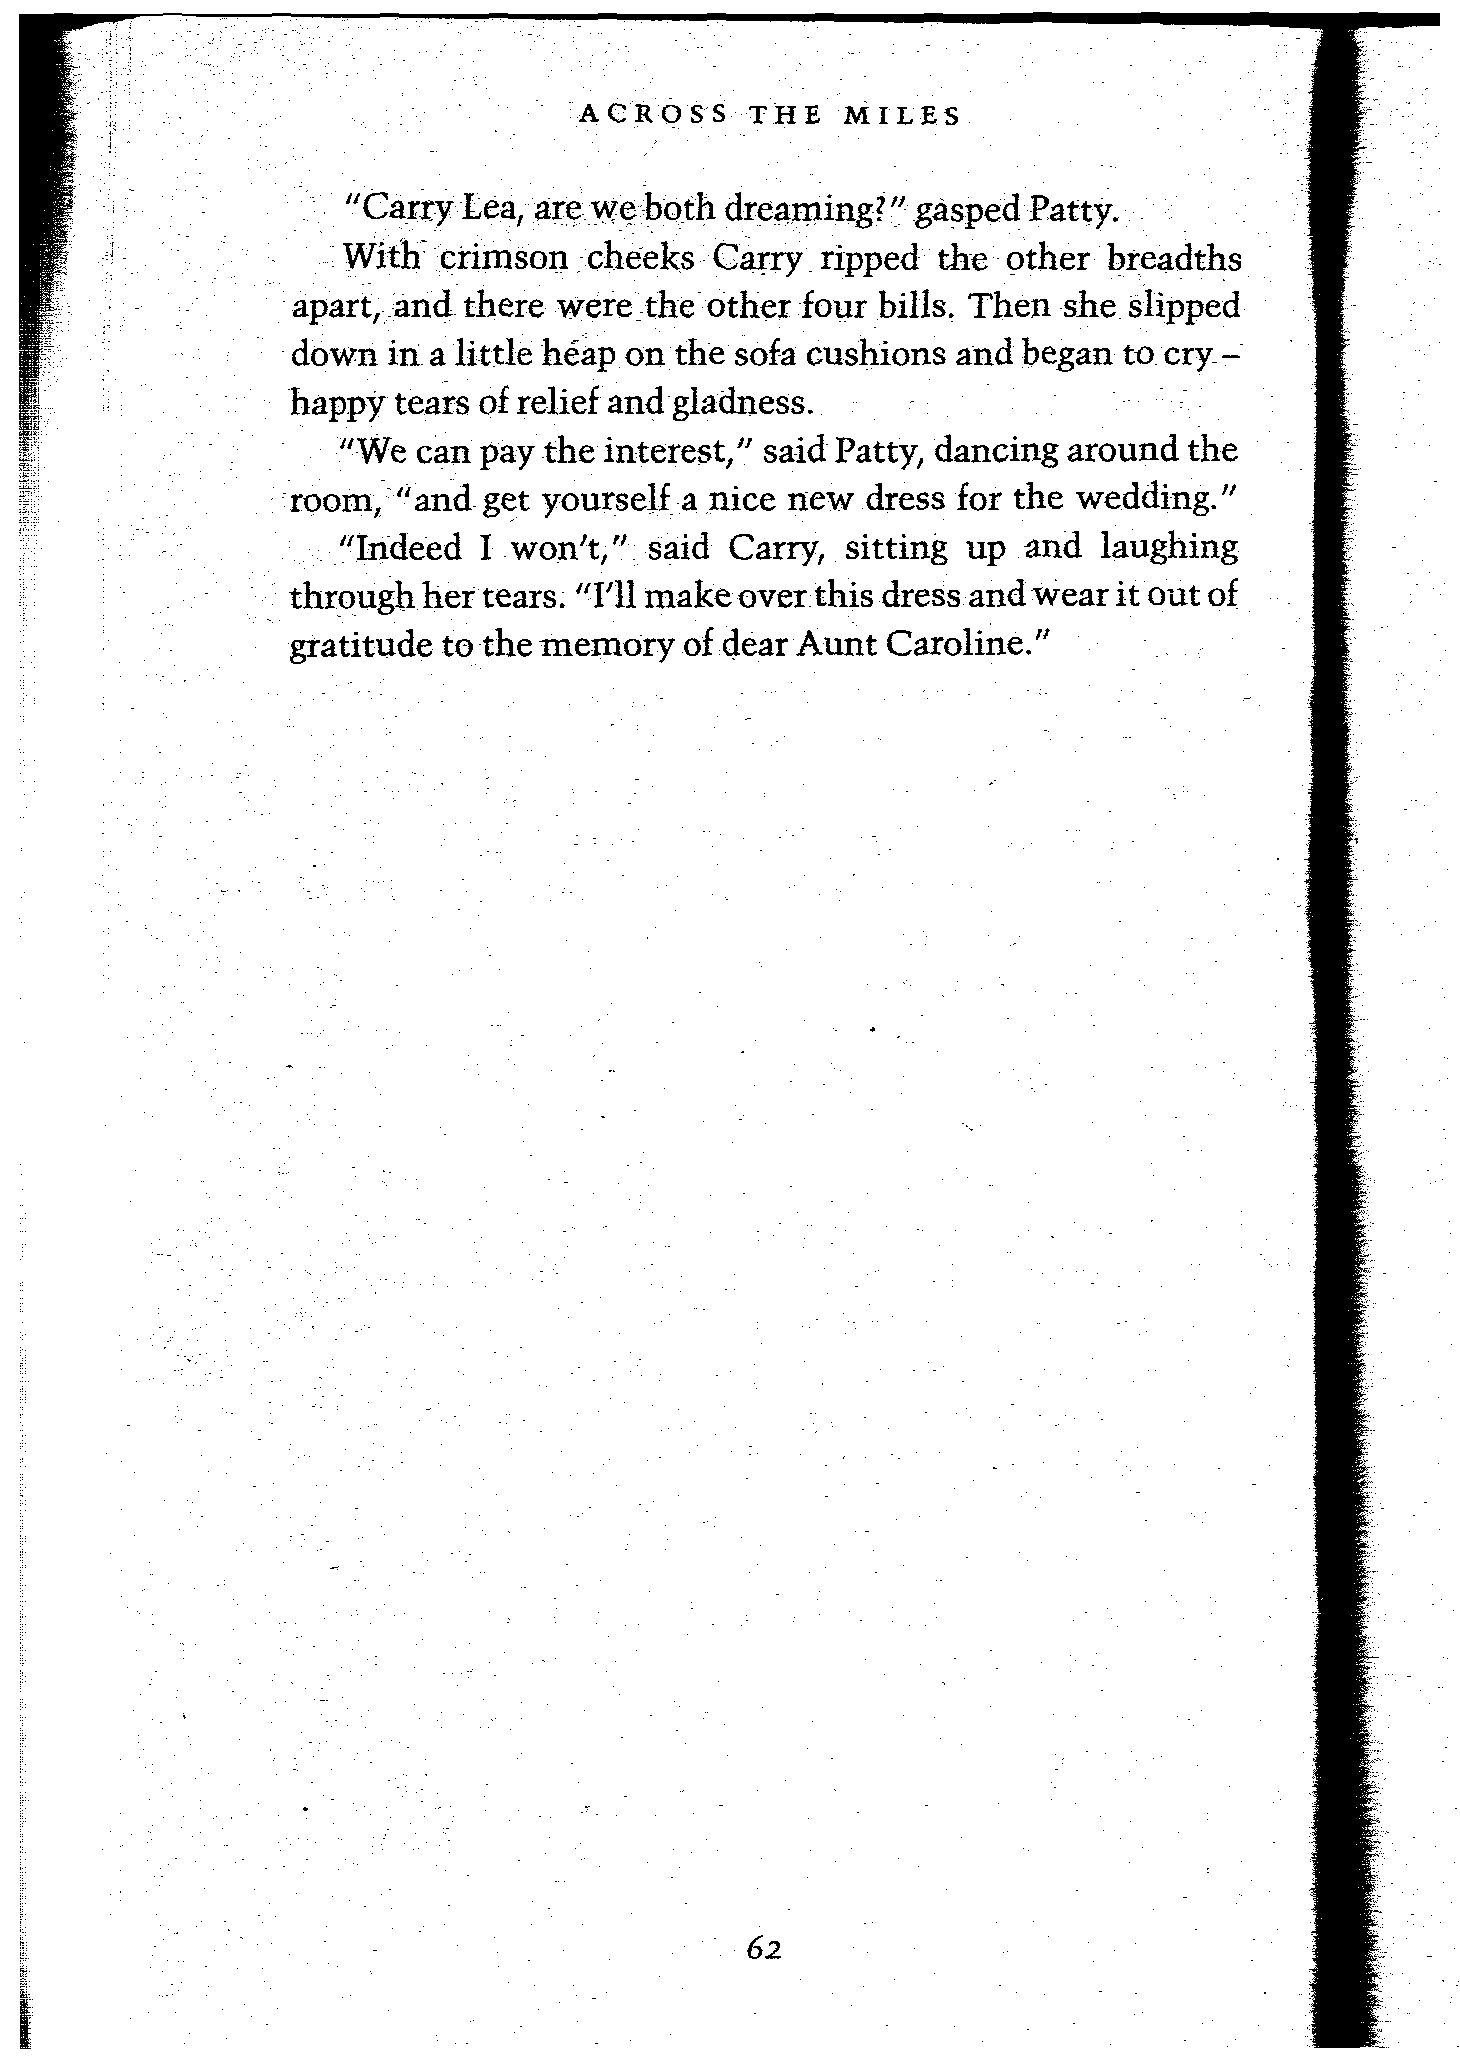 ACROSS THE MILES
"Carry Lea, are we both dreaming?" gasped Patty.
With crimson cheeks Carry ripped the other breadths
apart, and there were the other four bills. Then she slipped
down in a little heap on the sofa cushions and began to cry –
happy tears of relief and gladness.
"We can pay the interest," said Patty, dancing around the
room, "and get yourself a nice new dress for the wedding."
"Indeed I won't," said Carry, sitting up and laughing
through her tears. "I'll make over this dress and wear it out of
gratitude to the memory of dear Aunt Caroline."
62